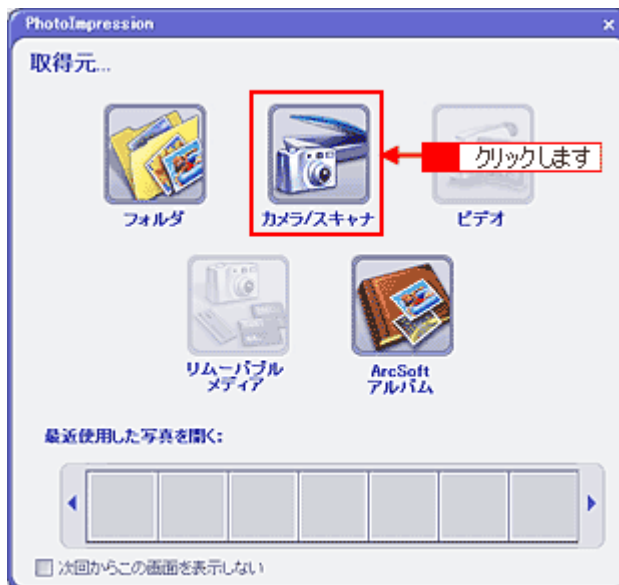 PhotoImpression
取得元...
クリックします
フォルダ
カメラ/スキャナ
ビデオ
リムーバブル
メディア
ArcSoft
アルバム
最近使用した写真を開く:
次回からこの画面を表示しない